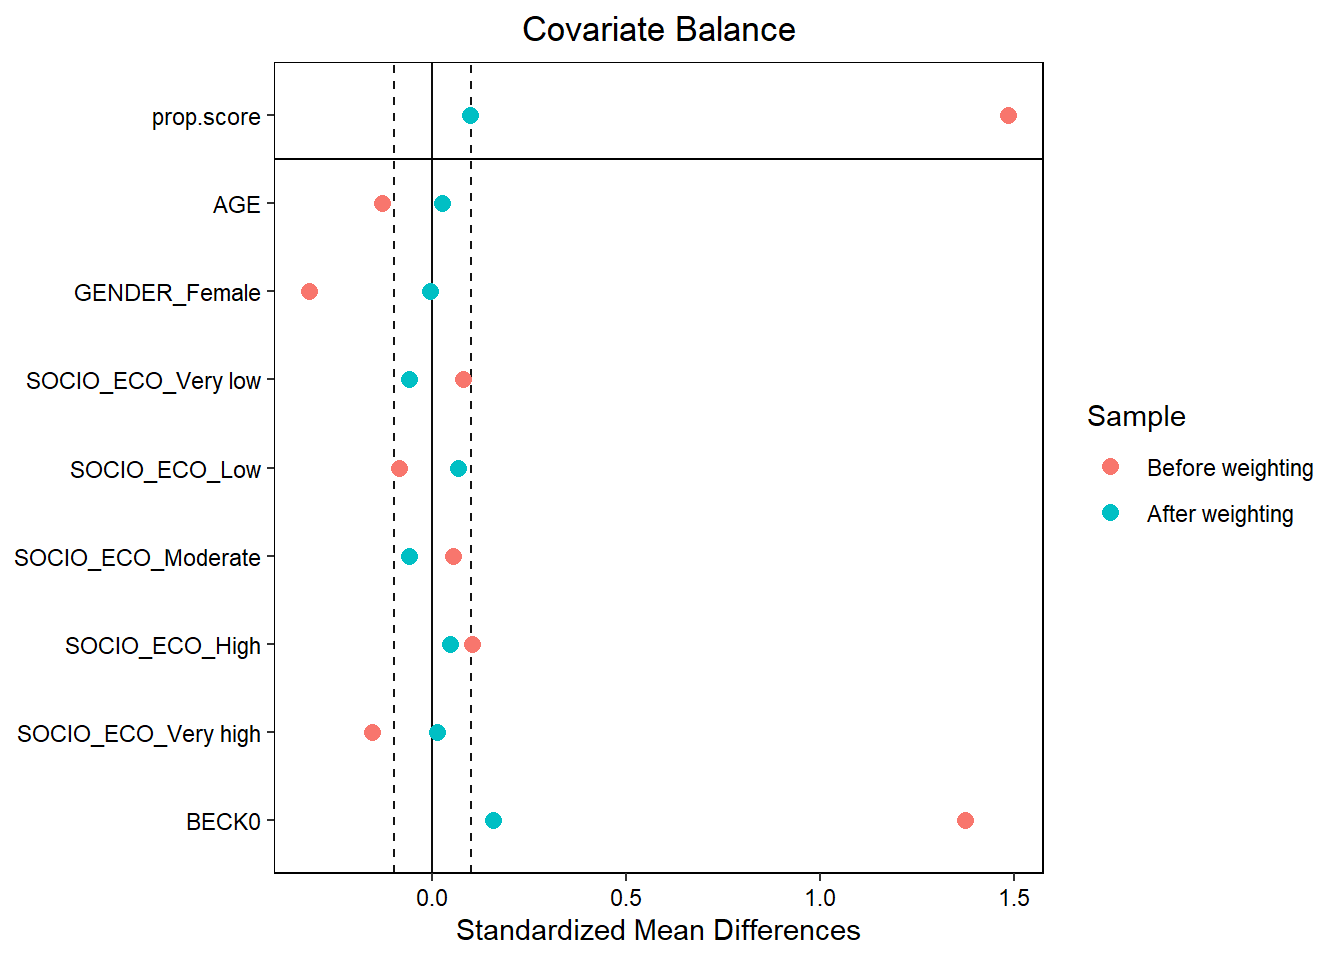 Covariate Balance
prop.score
AGE
GENDER_Female
SOCIO_ECO_Very low
SOCIO_ECO_Low
SOCIO_ECO_Moderate
SOCIO_ECO_High
SOCIO_ECO_Very high
BECK0
0.0 0.5 1.0 1.5
Standardized Mean Differences
Sample
Before weighting
After weighting